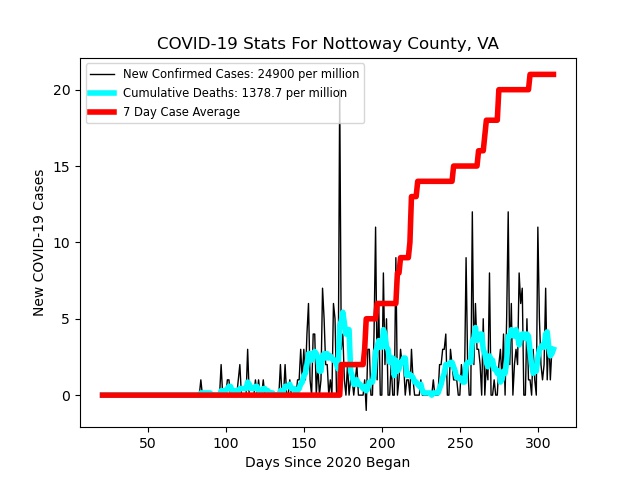 COVID-19 Stats For Nottoway County, VA
New Confirmed Cases: 24900 per million
Cumulative Deaths: 1378.7 per million
7 Day Case Average
New COVID-19 Cases
20
15
10
5
0
50 100 150 200 250 300
Days Since 2020 Began